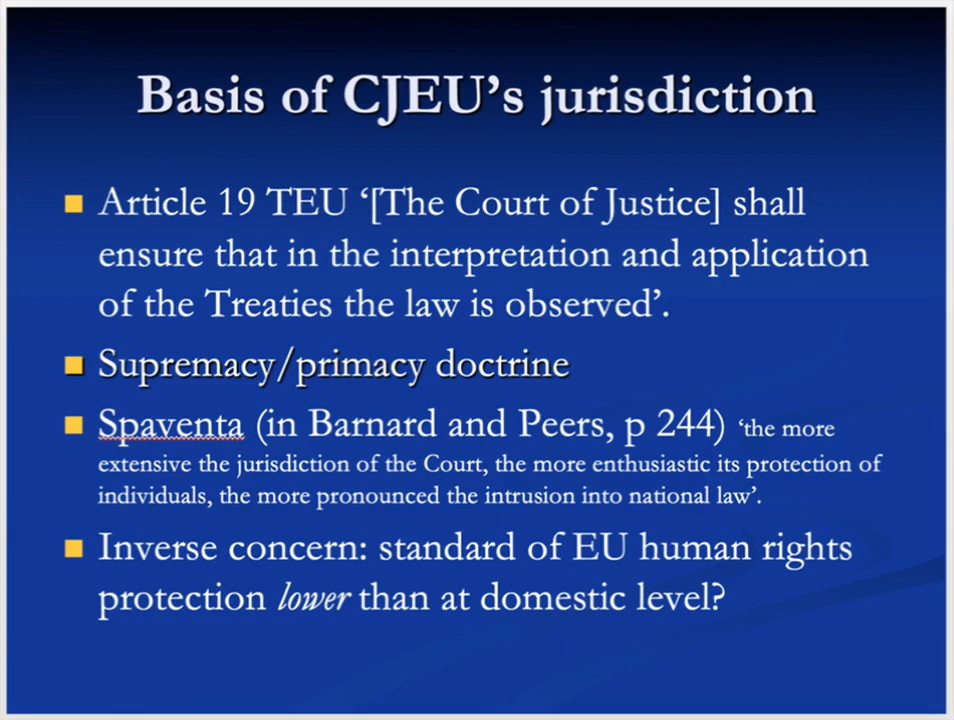 Basis of CJEU’s jurisdiction
Article 19 TEU ‘[The Court of Justice] shall
ensure that in the interpretation and application
of the Treaties the law is observed’.
Supremacy/primacy doctrine
Spaventa (in Barnard and Peers, p 244) ‘the more
extensive the jurisdiction of the Court, the more enthusiastic its protection of
individuals, the more pronounced the intrusion into national law’.
Inverse concern: standard of EU human rights
protection lower than at domestic level?